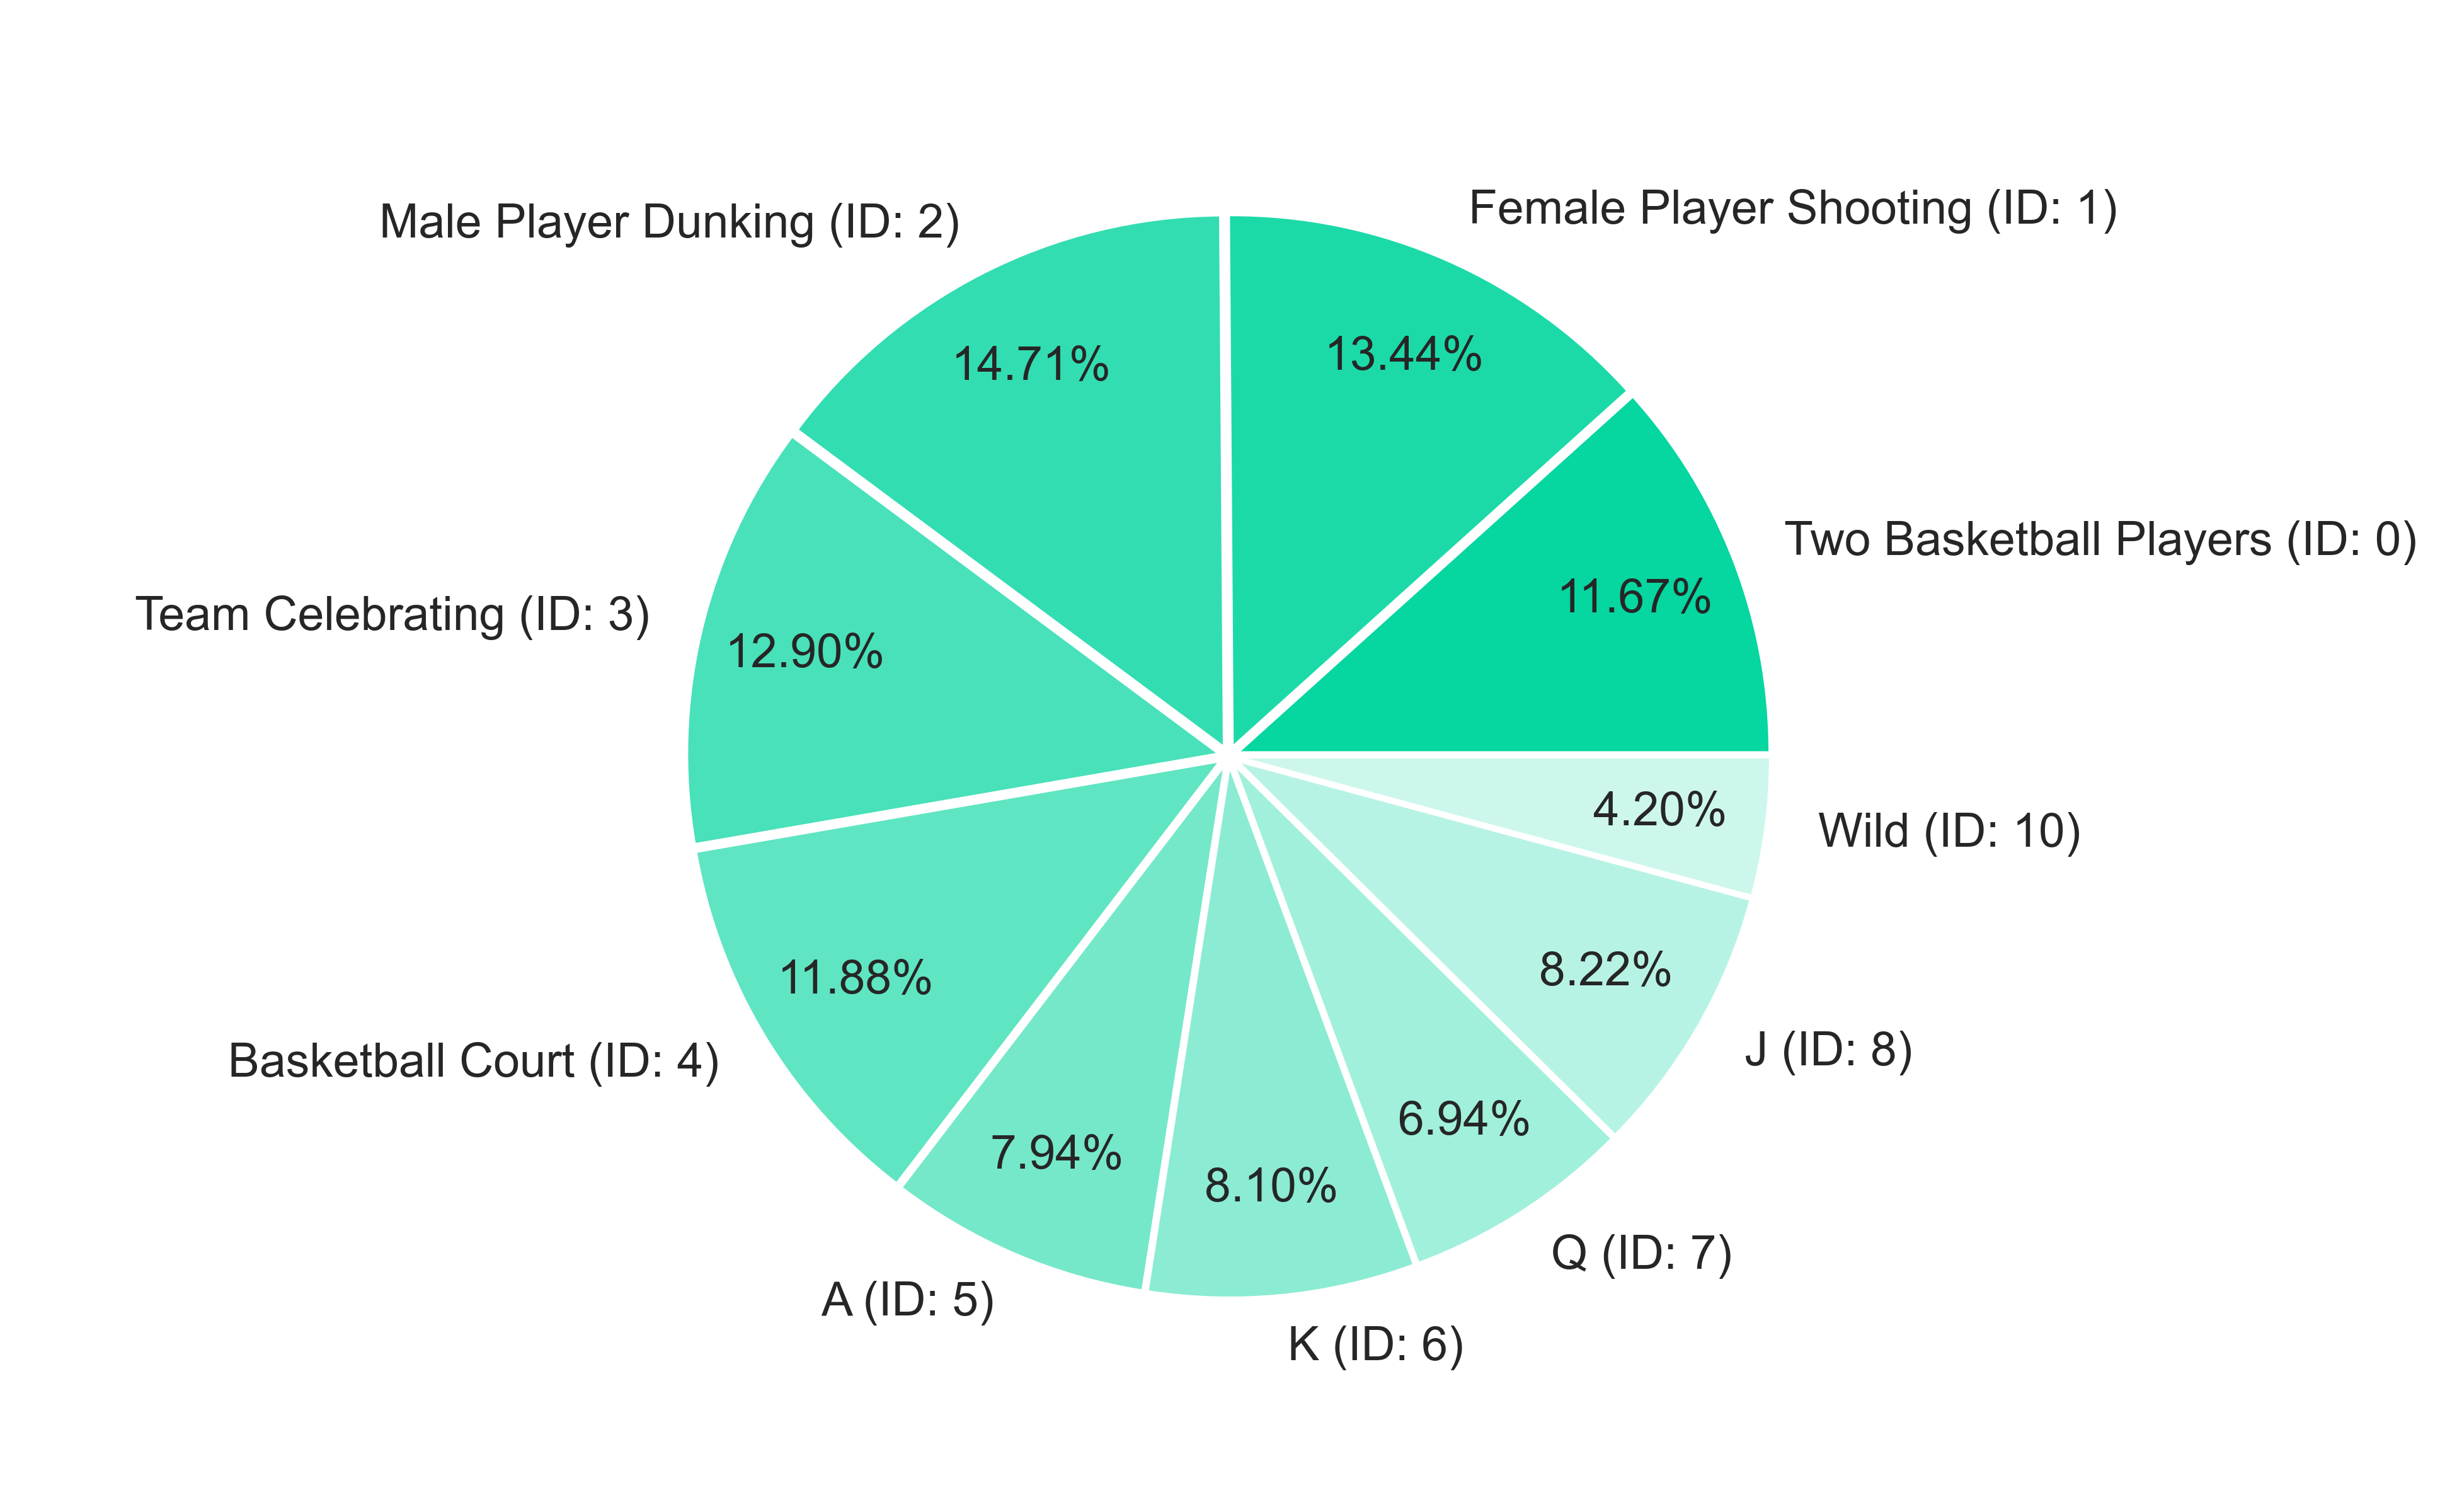 Male Player Dunking (ID: 2)
Female Player Shooting (ID: 1)
14.71%
13.44%
Two Basketball Players (ID: 0)
11.67%
Team Celebrating (ID: 3)
12.90%
4.20%
Wild (ID: 10)
11.88%
8.22%
Basketball Court (ID: 4)
J (ID: 8)
7.94%
8.10%
6.94%
Q (ID: 7)
A (ID: 5)
K (ID: 6)